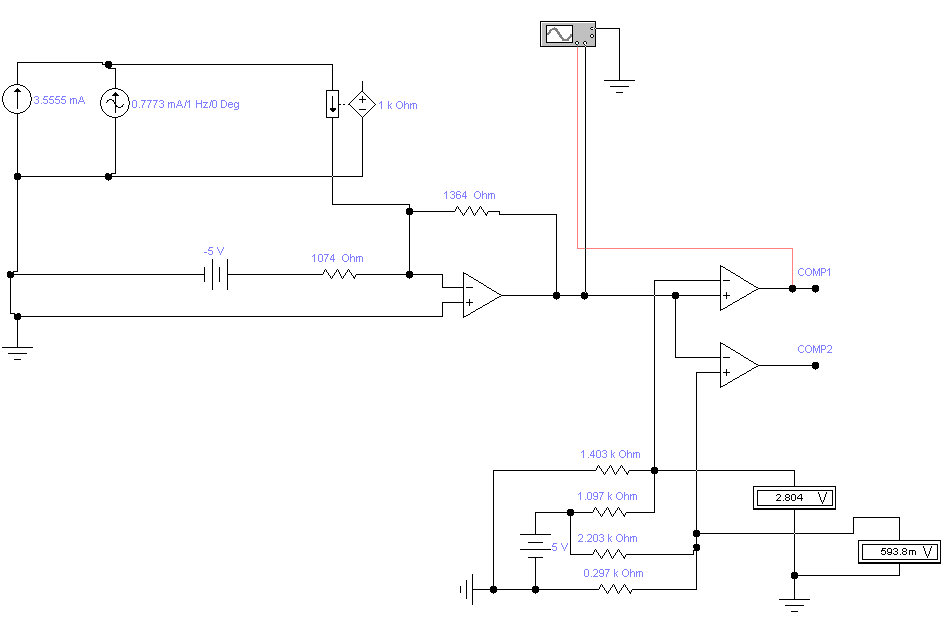 3.5555 mA
0.7773 mA/1 Hz/0 Deg
1 k Ohm
1364 Ohm
-5 V
1074 Ohm
COMP1
COMP2
1.403 k Ohm
1.097 k Ohm
2.804 V
5 V
2.203 k Ohm
593.8m V
0.297 k Ohm